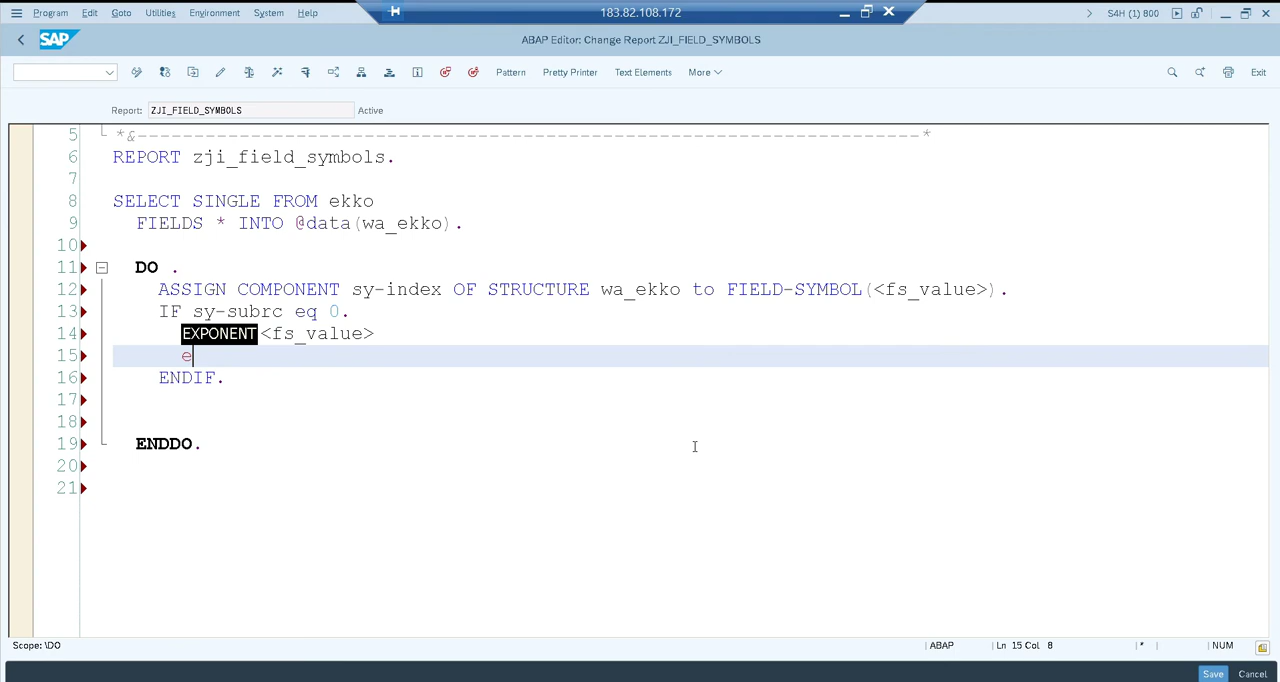 Program Edit Goto Utilities Environment System Help
183.82.108.172
S4H (1) 800
SAP
ABAP Editor: Change Report ZJI_FIELD_SYMBOLS
Pattern Pretty Printer Text Elements More Exit
Report: ZJI_FIELD_SYMBOLS Active
5 *&---------------------------------------------------------------------*
6 REPORT zji_field_symbols.
7
8 SELECT SINGLE FROM ekko
9 FIELDS * INTO @data(wa_ekko).
10
11 DO .
12 ASSIGN COMPONENT sy-index OF STRUCTURE wa_ekko to FIELD-SYMBOL(<fs_value>).
13 IF sy-subrc eq 0.
14 EXPONENT <fs_value>
15 e
16 ENDIF.
17
18
19 ENDDO.
20
21
Scope: \DO ABAP Ln 15 Col 8 * NUM
Save Cancel